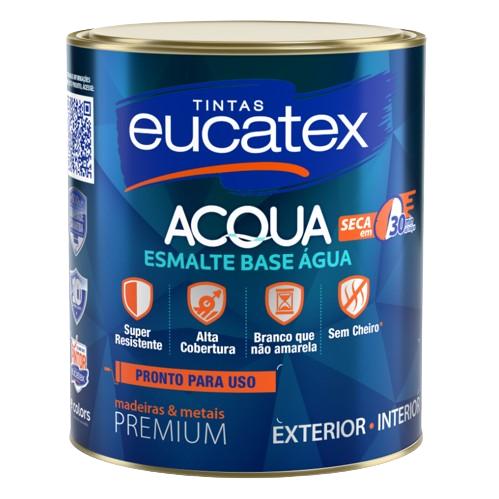 TINTAS
eucatex
ACQUA
SECA em 30
ESMALTE BASE ÁGUA
Super Resistente
Alta Cobertura
Branco que não amarela
Sem Cheiro*
PRONTO PARA USO
madeiras & metais
PREMIUM
EXTERIOR • INTERIOR
colors